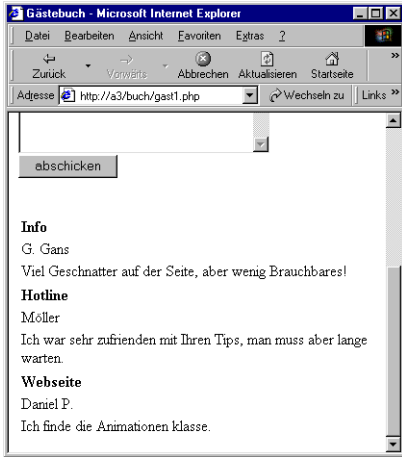 Gästebuch - Microsoft Internet Explorer
Datei Bearbeiten Ansicht Favoriten Extras ?
Zurück Vorwärts Abbrechen Aktualisieren Startseite »
Adresse http://a3/buch/gast1.php Wechseln zu Links »
abschicken
Info
G. Gans
Viel Geschnatter auf der Seite, aber wenig Brauchbares!
Hotline
Möller
Ich war sehr zufrienden mit Ihren Tips, man muss aber lange
warten.
Webseite
Daniel P.
Ich finde die Animationen klasse.